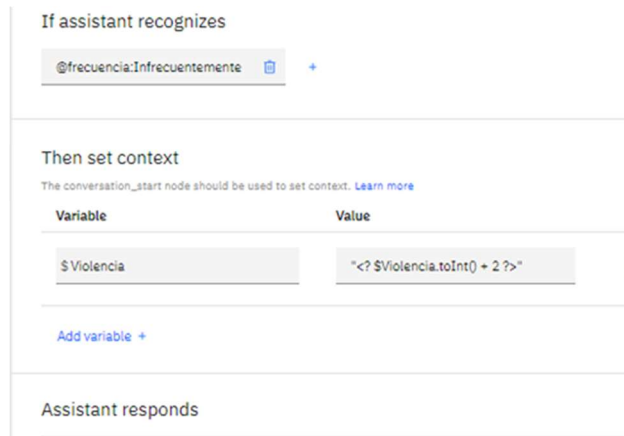 If assistant recognizes
@frecuencia:Infrecuentemente
+
Then set context
The conversation_start node should be used to set context. Learn more
Variable Value
$ Violencia "<? $Violencia.toInt() + 2 ?>"
Add variable +
Assistant responds